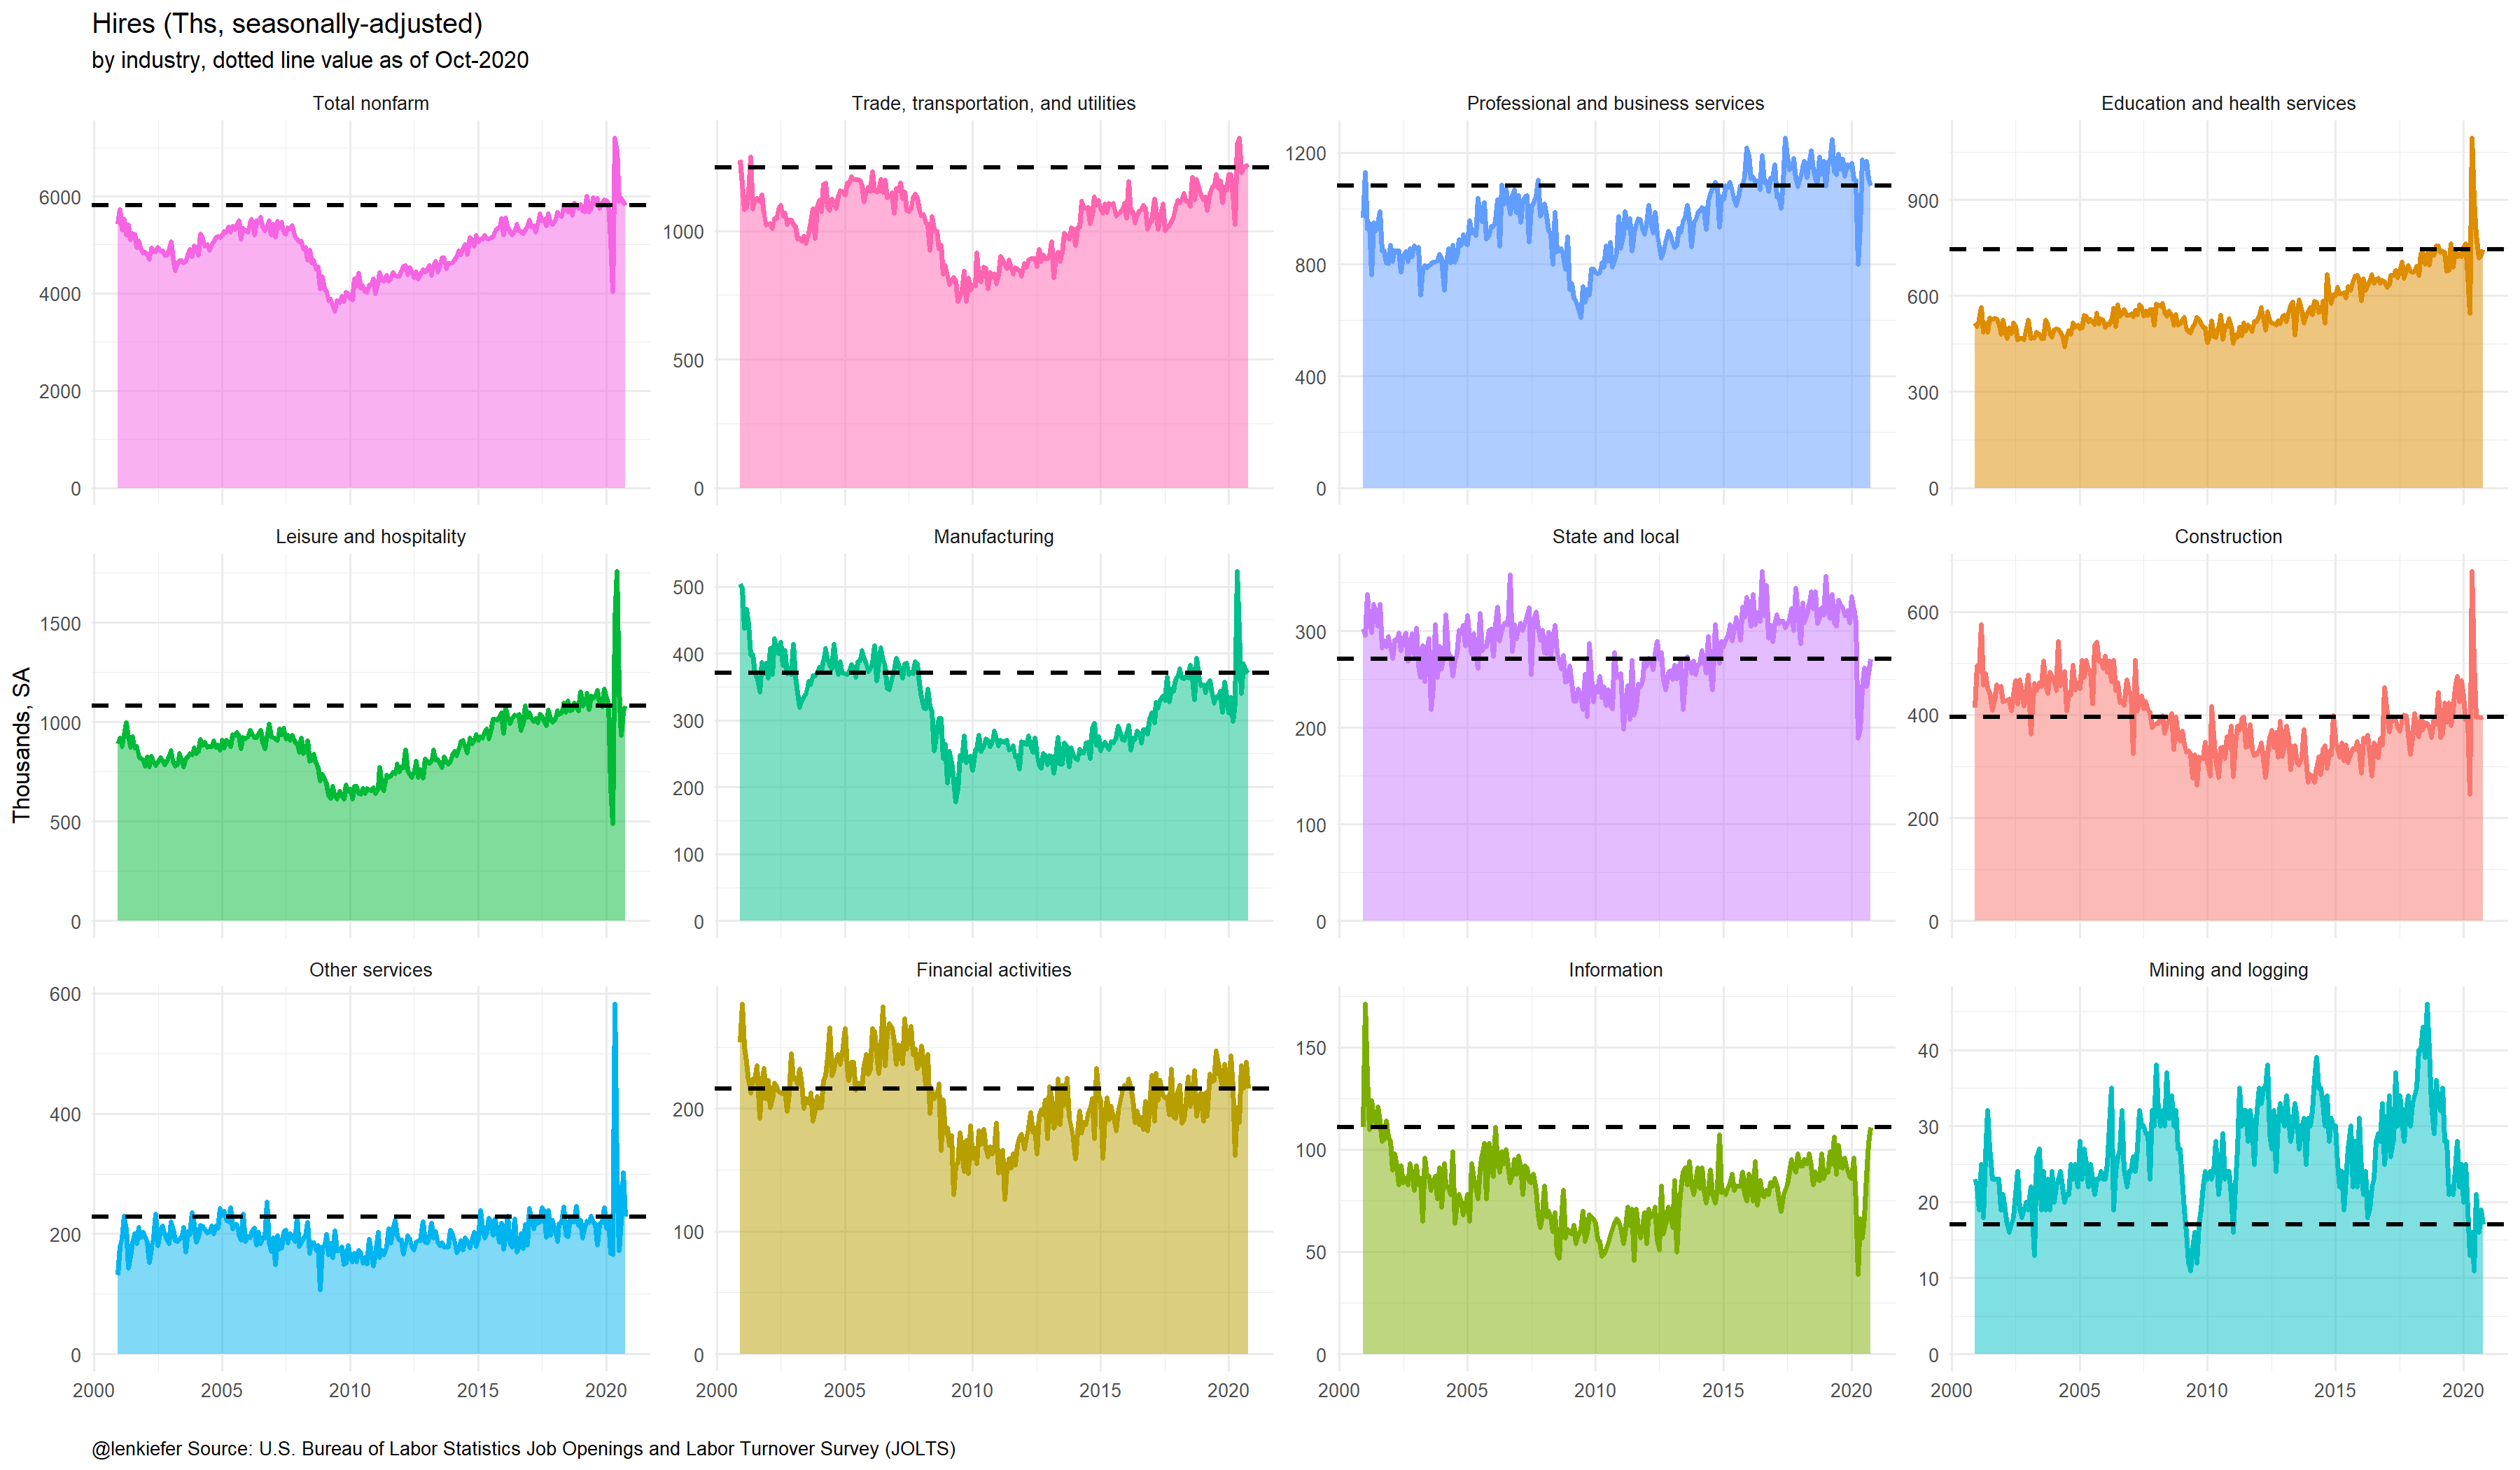 Hires (Ths, seasonally-adjusted)
by industry, dotted line value as of Oct-2020
Total nonfarm
Trade, transportation, and utilities
Professional and business services
Education and health services
6000
4000
2000
0
1000
500
0
1200
800
400
0
900
600
300
0
Leisure and hospitality
Manufacturing
State and local
Construction
Thousands, SA
1500
1000
500
0
500
400
300
200
100
0
300
200
100
0
600
400
200
0
Other services
Financial activities
Information
Mining and logging
600
400
200
0
200
100
0
150
100
50
0
40
30
20
10
0
2000 2005 2010 2015 2020
2000 2005 2010 2015 2020
2000 2005 2010 2015 2020
2000 2005 2010 2015 2020
@lenkiefer Source: U.S. Bureau of Labor Statistics Job Openings and Labor Turnover Survey (JOLTS)